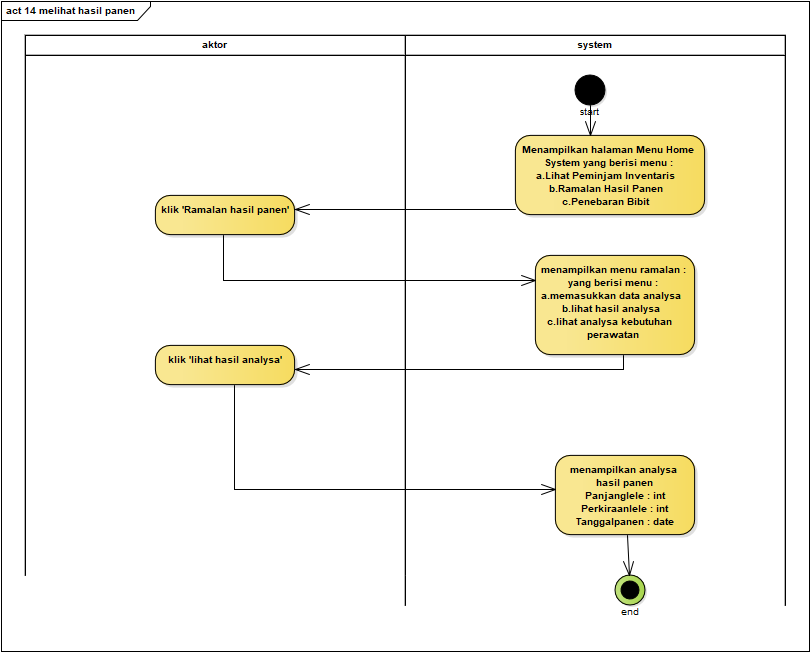 act 14 melihat hasil panen
aktor
system
start
Menampilkan halaman Menu Home
System yang berisi menu :
a.Lihat Peminjam Inventaris
b.Ramalan Hasil Panen
c.Penebaran Bibit
klik 'Ramalan hasil panen'
menampilkan menu ramalan :
yang berisi menu :
a.memasukkan data analysa
b.lihat hasil analysa
c.lihat analysa kebutuhan
perawatan
klik 'lihat hasil analysa'
menampilkan analysa
hasil panen
Panjanglele : int
Perkiraanlele : int
Tanggalpanen : date
end